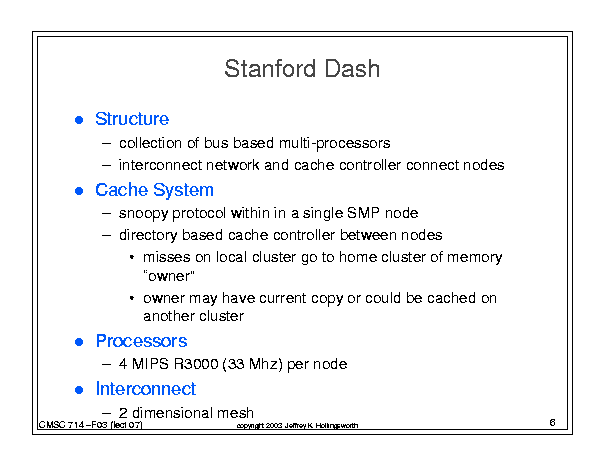 Stanford Dash
● Structure
– collection of bus based multi-processors
– interconnect network and cache controller connect nodes
● Cache System
– snoopy protocol within in a single SMP node
– directory based cache controller between nodes
• misses on local cluster go to home cluster of memory
"owner"
• owner may have current copy or could be cached on
another cluster
● Processors
– 4 MIPS R3000 (33 Mhz) per node
● Interconnect
– 2 dimensional mesh
CMSC 714 –F03 (lect 07)
copyright 2003 Jeffrey K. Hollingsworth
6